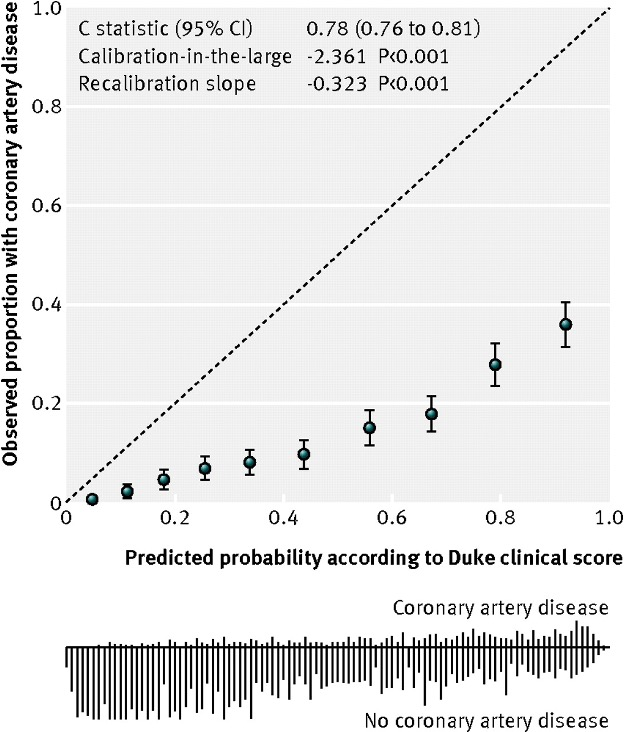 C statistic (95% CI) 0.78 (0.76 to 0.81)
Calibration-in-the-large -2.361 P<0.001
Recalibration slope -0.323 P<0.001
Observed proportion with coronary artery disease
1.0
0.8
0.6
0.4
0.2
0
0 0.2 0.4 0.6 0.8 1.0
Predicted probability according to Duke clinical score
Coronary artery disease
No coronary artery disease